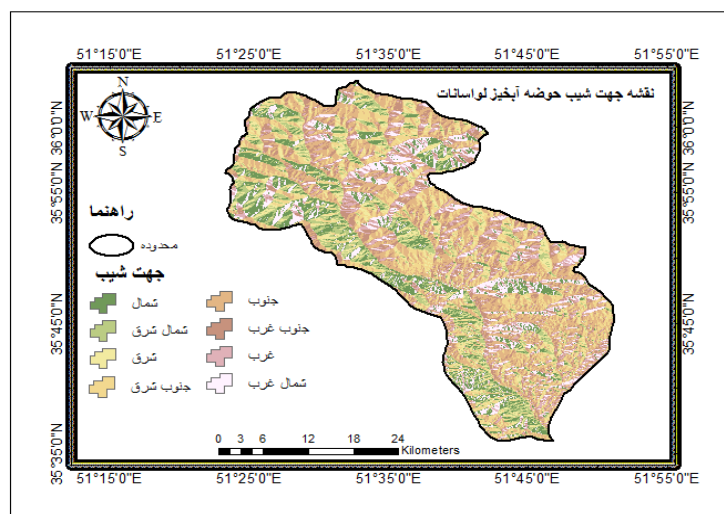 51°15'0"E 51°25'0"E 51°35'0"E 51°45'0"E 51°55'0"E
نقشه جهت شیب حوضه آبخیز لواسانات
N
W E
S
36°0'0"N 36°0'0"N
35°55'0"N 35°55'0"N
راهنما
محدوده
جهت شیب
شمال جنوب
شمال شرق جنوب غرب
شرق غرب
جنوب شرق شمال غرب
35°45'0"N 35°45'0"N
0 3 6 12 18 24
Kilometers
35°35'0"N
51°15'0"E 51°25'0"E 51°35'0"E 51°45'0"E 51°55'0"E